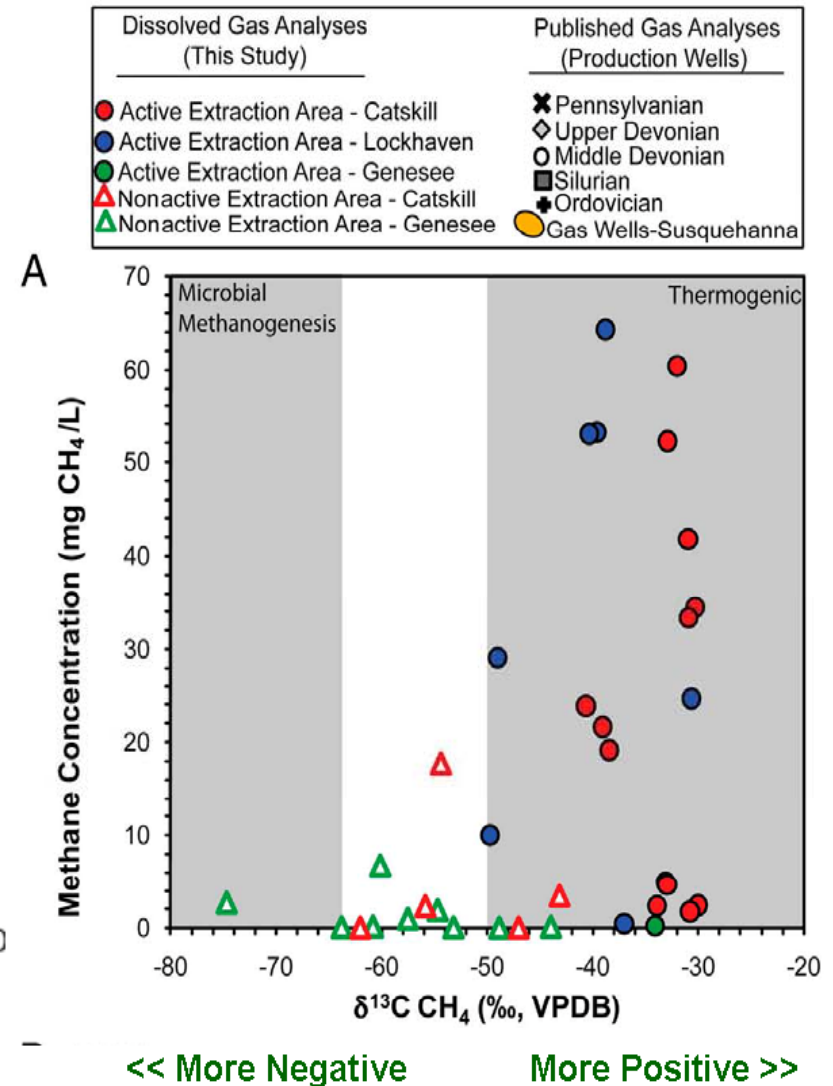 Dissolved Gas Analyses
(This Study)
Active Extraction Area - Catskill
Active Extraction Area - Lockhaven
Active Extraction Area - Genesee
Nonactive Extraction Area - Catskill
Nonactive Extraction Area - Genesee
Published Gas Analyses
(Production Wells)
Pennsylvanian
Upper Devonian
Middle Devonian
Silurian
Ordovician
Gas Wells-Susquehanna
A
Microbial
Methanogenesis
Thermogenic
Methane Concentration (mg CH₄/L)
70
60
50
40
30
20
10
0
-80 -70 -60 -50 -40 -30 -20
δ¹³C CH₄ (‰, VPDB)
<< More Negative More Positive >>